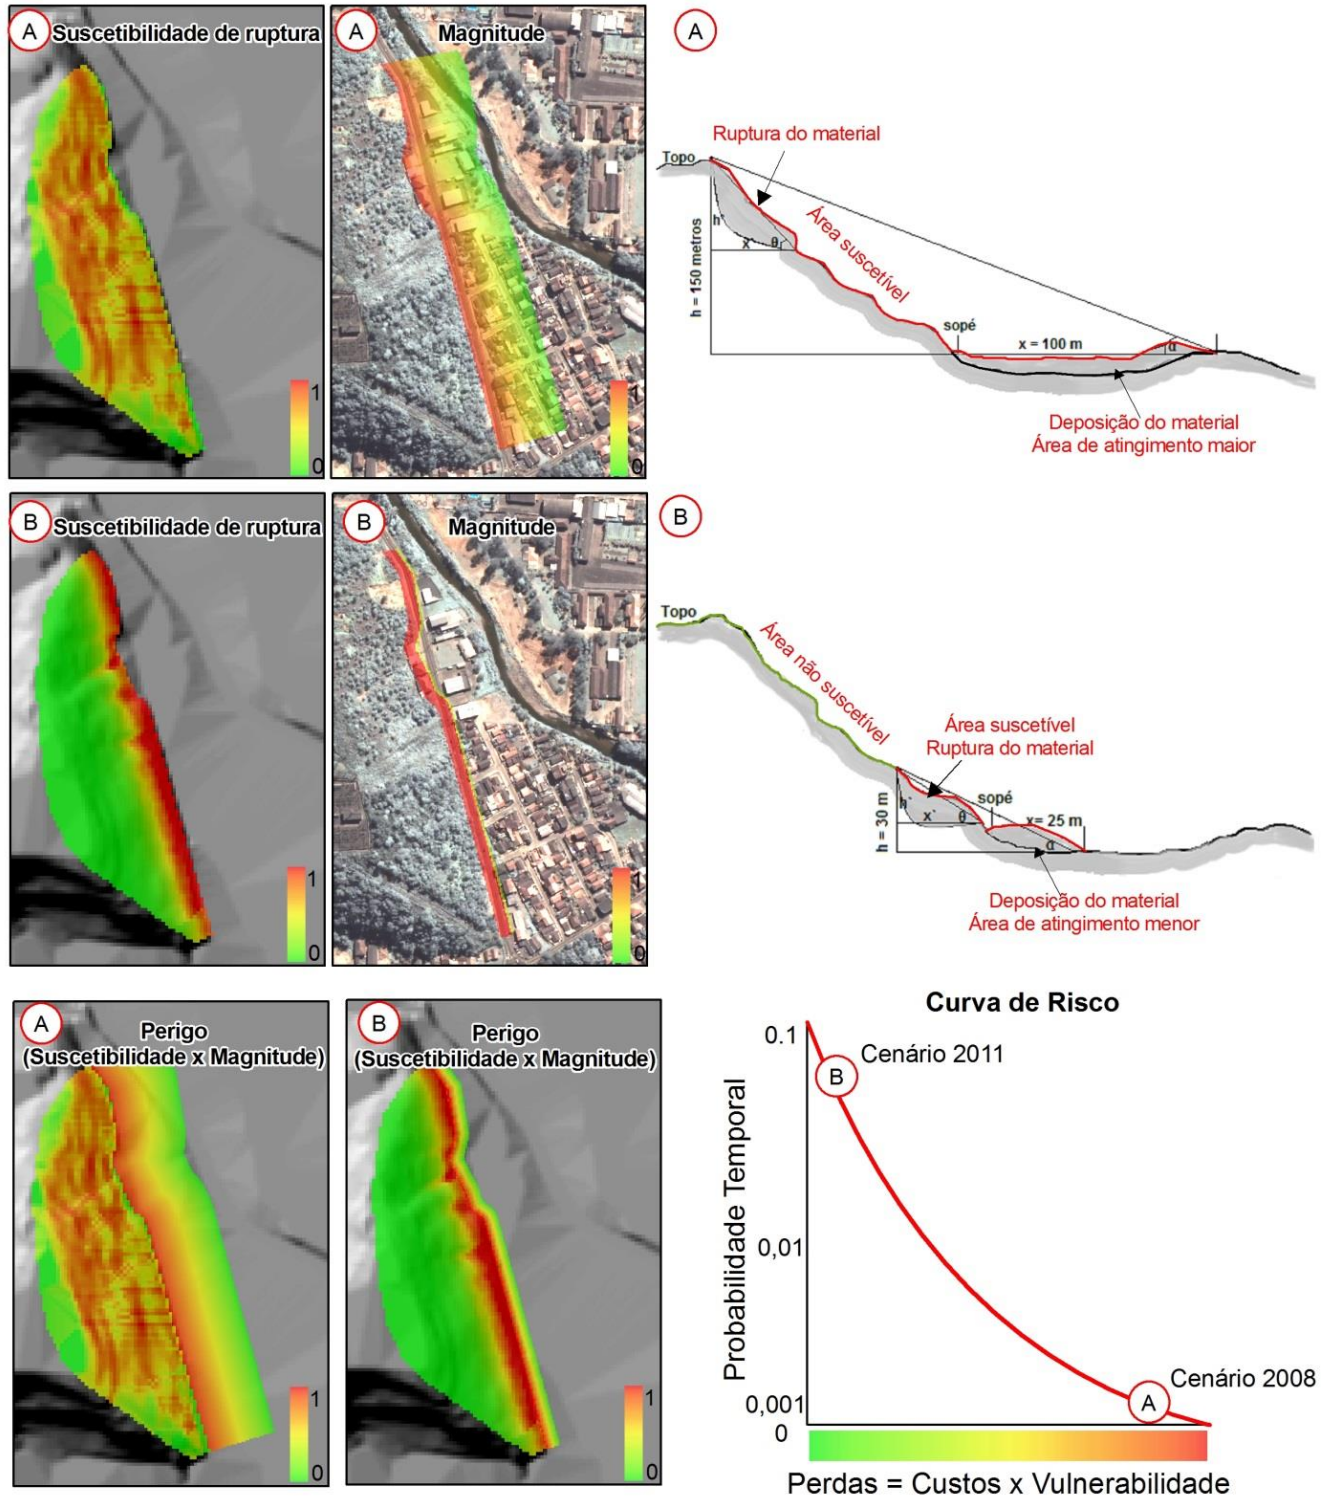 A Suscetibilidade de ruptura
1
0
A Magnitude
1
0
A
Ruptura do material
Topo
Área suscetível
h = 150 metros
h'
x'
θ
sopé
x = 100 m
α
Deposição do material
Área de atingimento maior
B Suscetibilidade de ruptura
1
0
B Magnitude
1
0
B
Topo
Área não suscetível
Área suscetível
Ruptura do material
h = 30 m
h`
x`
θ
sopé
x= 25 m
α
Deposição do material
Área de atingimento menor
A Perigo
(Suscetibilidade x Magnitude)
1
0
B Perigo
(Suscetibilidade x Magnitude)
1
0
Curva de Risco
Probabilidade Temporal
0.1
0,01
0,001
0
B Cenário 2011
A Cenário 2008
Perdas = Custos x Vulnerabilidade